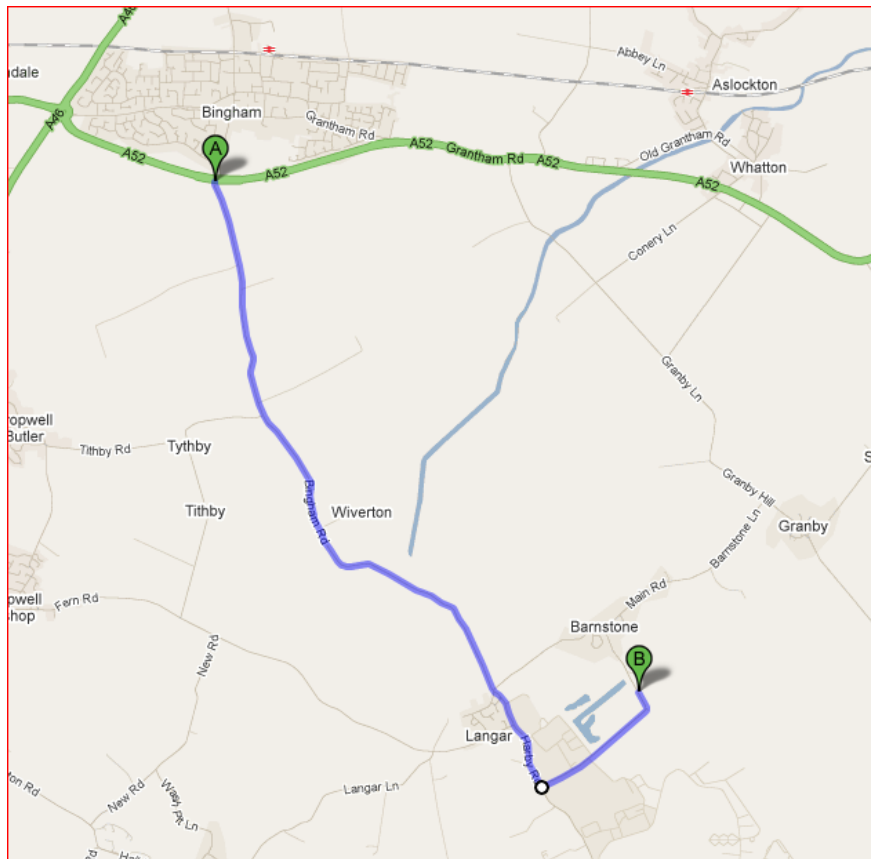 A46
Abbey Ln
ndale
Aslockton
Bingham
A46
Grantham Rd
A
A52
Grantham Rd
A52
A52
Old Grantham Rd
A52
Whatton
A52
Conery Ln
Granby Ln
ropwell
Butler
Tithby Rd
Tythby
S
Granby Hill
Tithby
Bingham Rd
Wiverton
Granby
Barnstone Ln
opwell
shop
Fern Rd
Main Rd
Barnstone
New Rd
B
Langar
Harby Rd
ton Rd
New Rd
Langar Ln
Wash Pit Ln